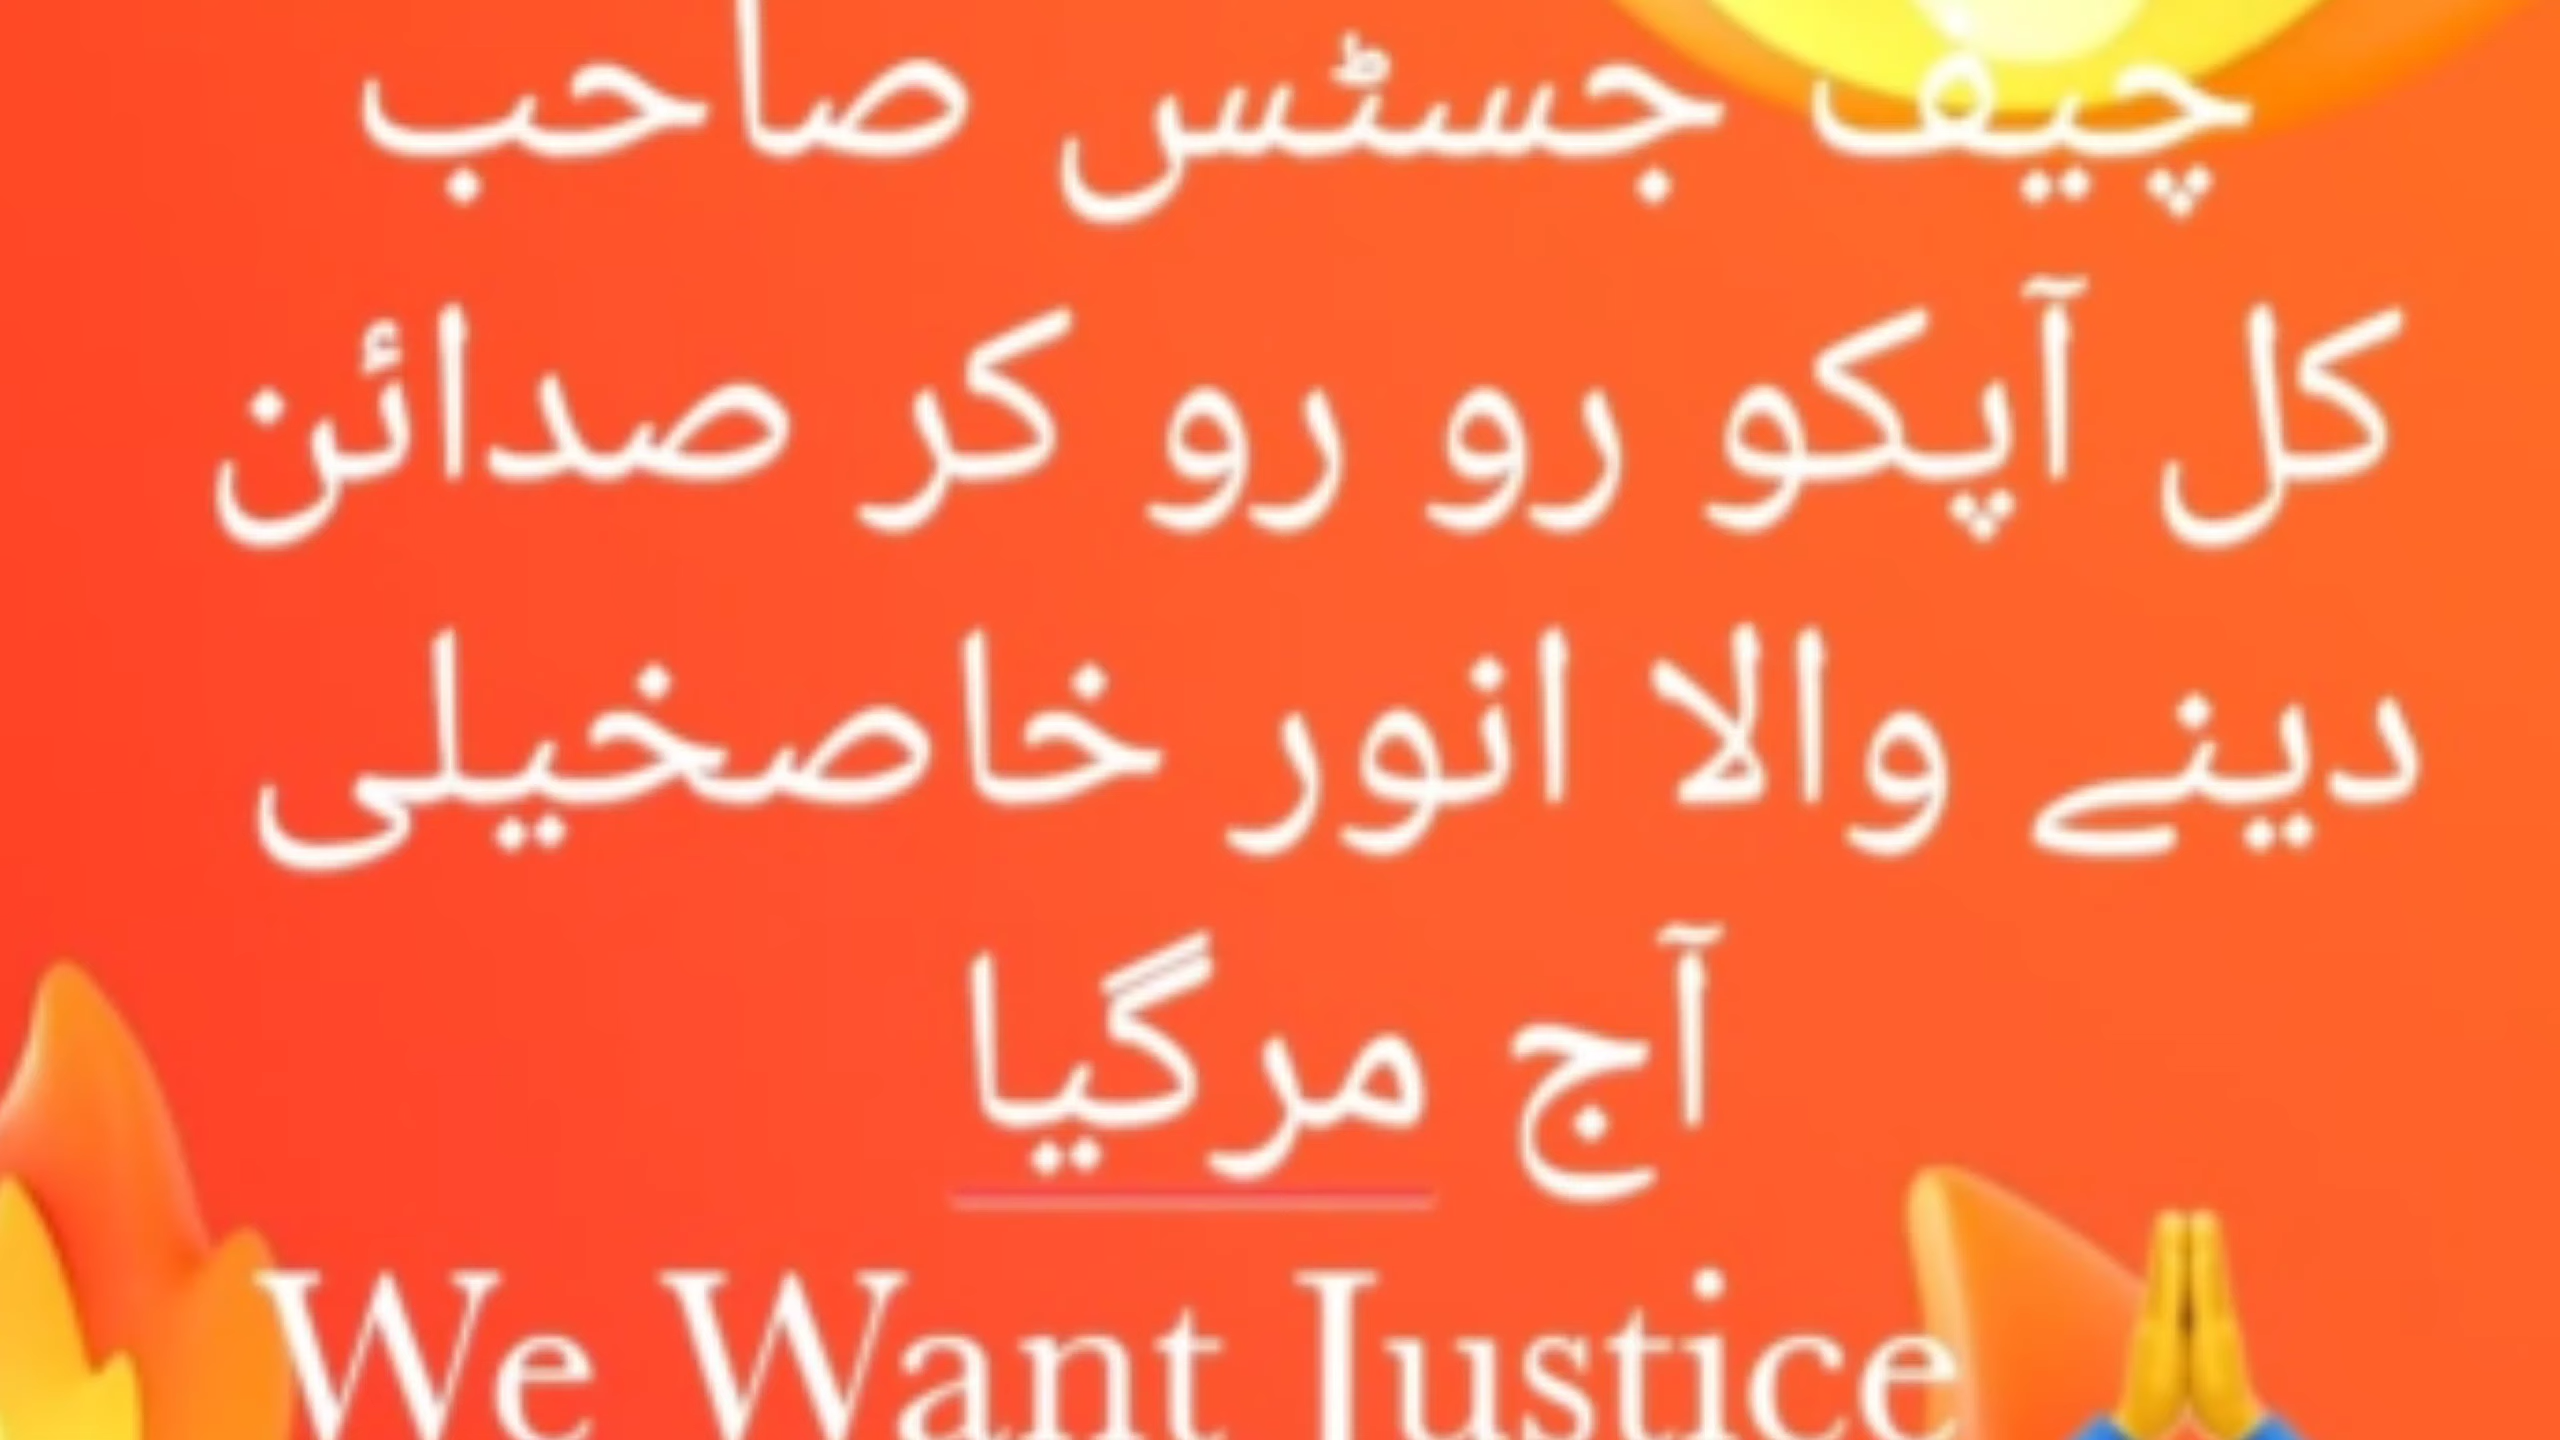 چیف جسٹس صاحب
کل آپکو رو رو کر صدائن
دینے والا انور خاصخیلی
آج مرگیا
We Want Justice